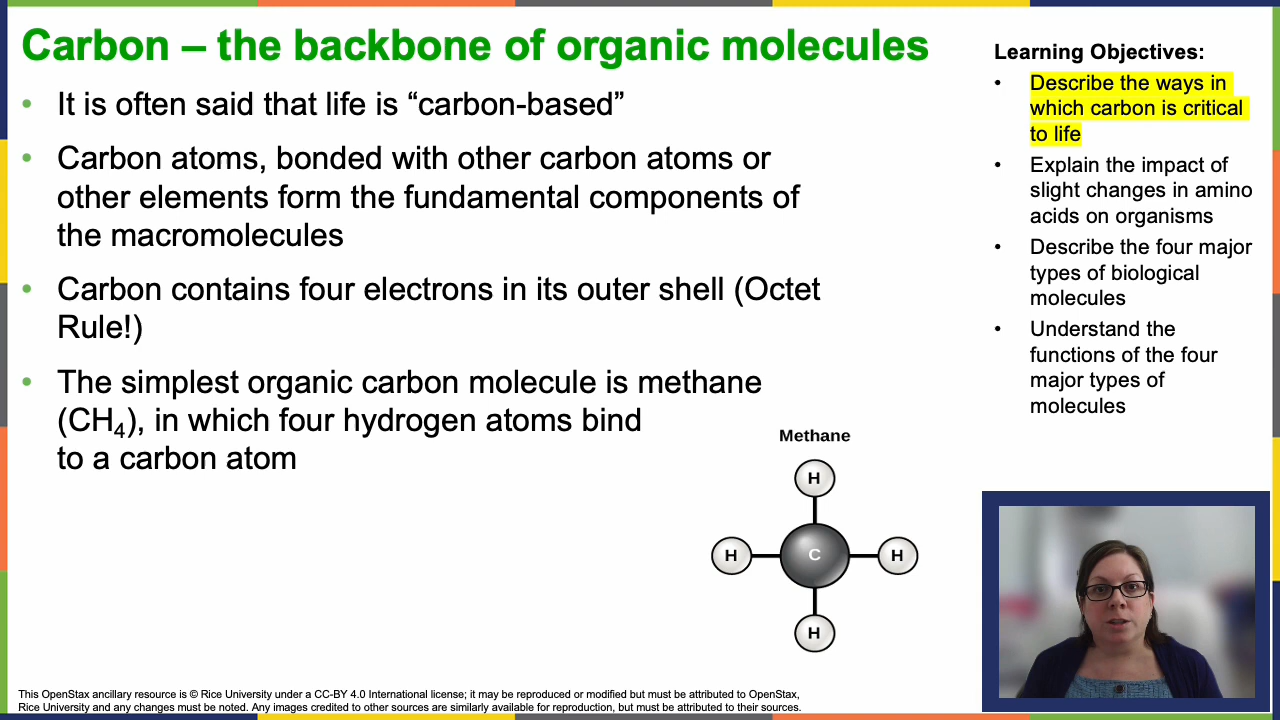 Carbon – the backbone of organic molecules
• It is often said that life is “carbon-based”
• Carbon atoms, bonded with other carbon atoms or
other elements form the fundamental components of
the macromolecules
• Carbon contains four electrons in its outer shell (Octet
Rule!)
• The simplest organic carbon molecule is methane
(CH₄), in which four hydrogen atoms bind
to a carbon atom
Methane
H
H C H
H
Learning Objectives:
• Describe the ways in
which carbon is critical
to life
• Explain the impact of
slight changes in amino
acids on organisms
• Describe the four major
types of biological
molecules
• Understand the
functions of the four
major types of
molecules
This OpenStax ancillary resource is © Rice University under a CC-BY 4.0 International license; it may be reproduced or modified but must be attributed to OpenStax,
Rice University and any changes must be noted. Any images credited to other sources are similarly available for reproduction, but must be attributed to their sources.